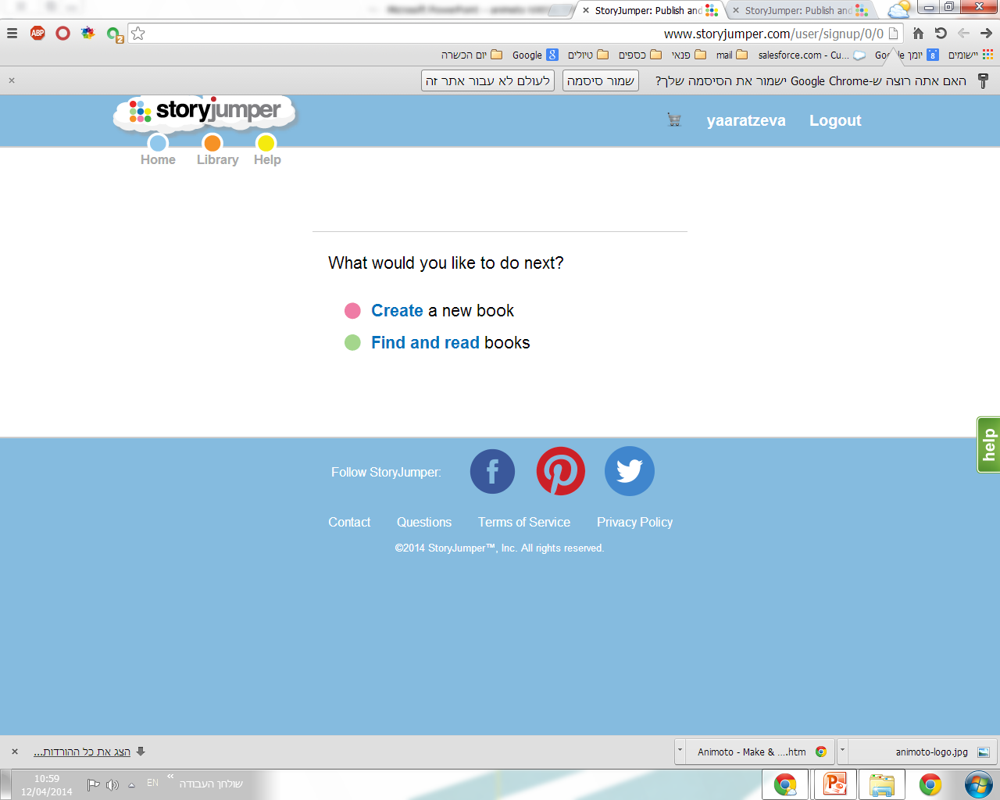 StoryJumper: Publish and
StoryJumper: Publish and
ABP
2
www.storyjumper.com/user/signup/0/0
יישומים
8
יומן Google
salesforce.com - Cu...
mail
פנאי
כספים
טיולים
Google
8
יום הכשרה
האם אתה רוצה ש-Google Chrome ישמור את הסיסמה שלך?
שמור סיסמה
לעולם לא עבור אתר זה
storyjumper
yaaratzeva
Logout
Home
Library
Help
What would you like to do next?
Create a new book
Find and read books
help
Follow StoryJumper:
Contact
Questions
Terms of Service
Privacy Policy
©2014 StoryJumper™, Inc. All rights reserved.
הצג את כל ההורדות...
Animoto - Make & ....htm
animoto-logo.jpg
10:59
12/04/2014
EN
שולחן העבודה